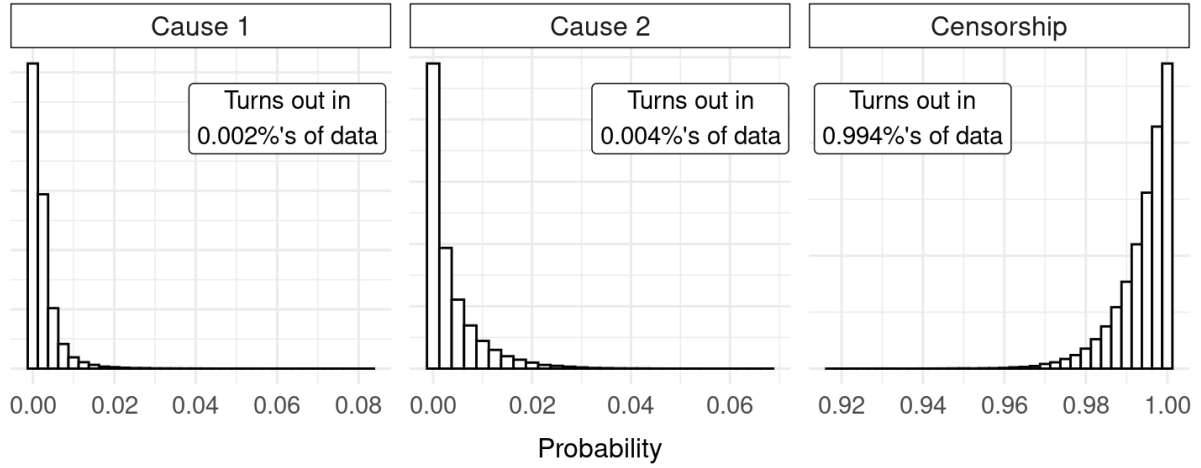 Cause 1
Cause 2
Censorship
Turns out in
0.002%'s of data
Turns out in
0.004%'s of data
Turns out in
0.994%'s of data
0.00 0.02 0.04 0.06 0.08
0.00 0.02 0.04 0.06
0.92 0.94 0.96 0.98 1.00
Probability